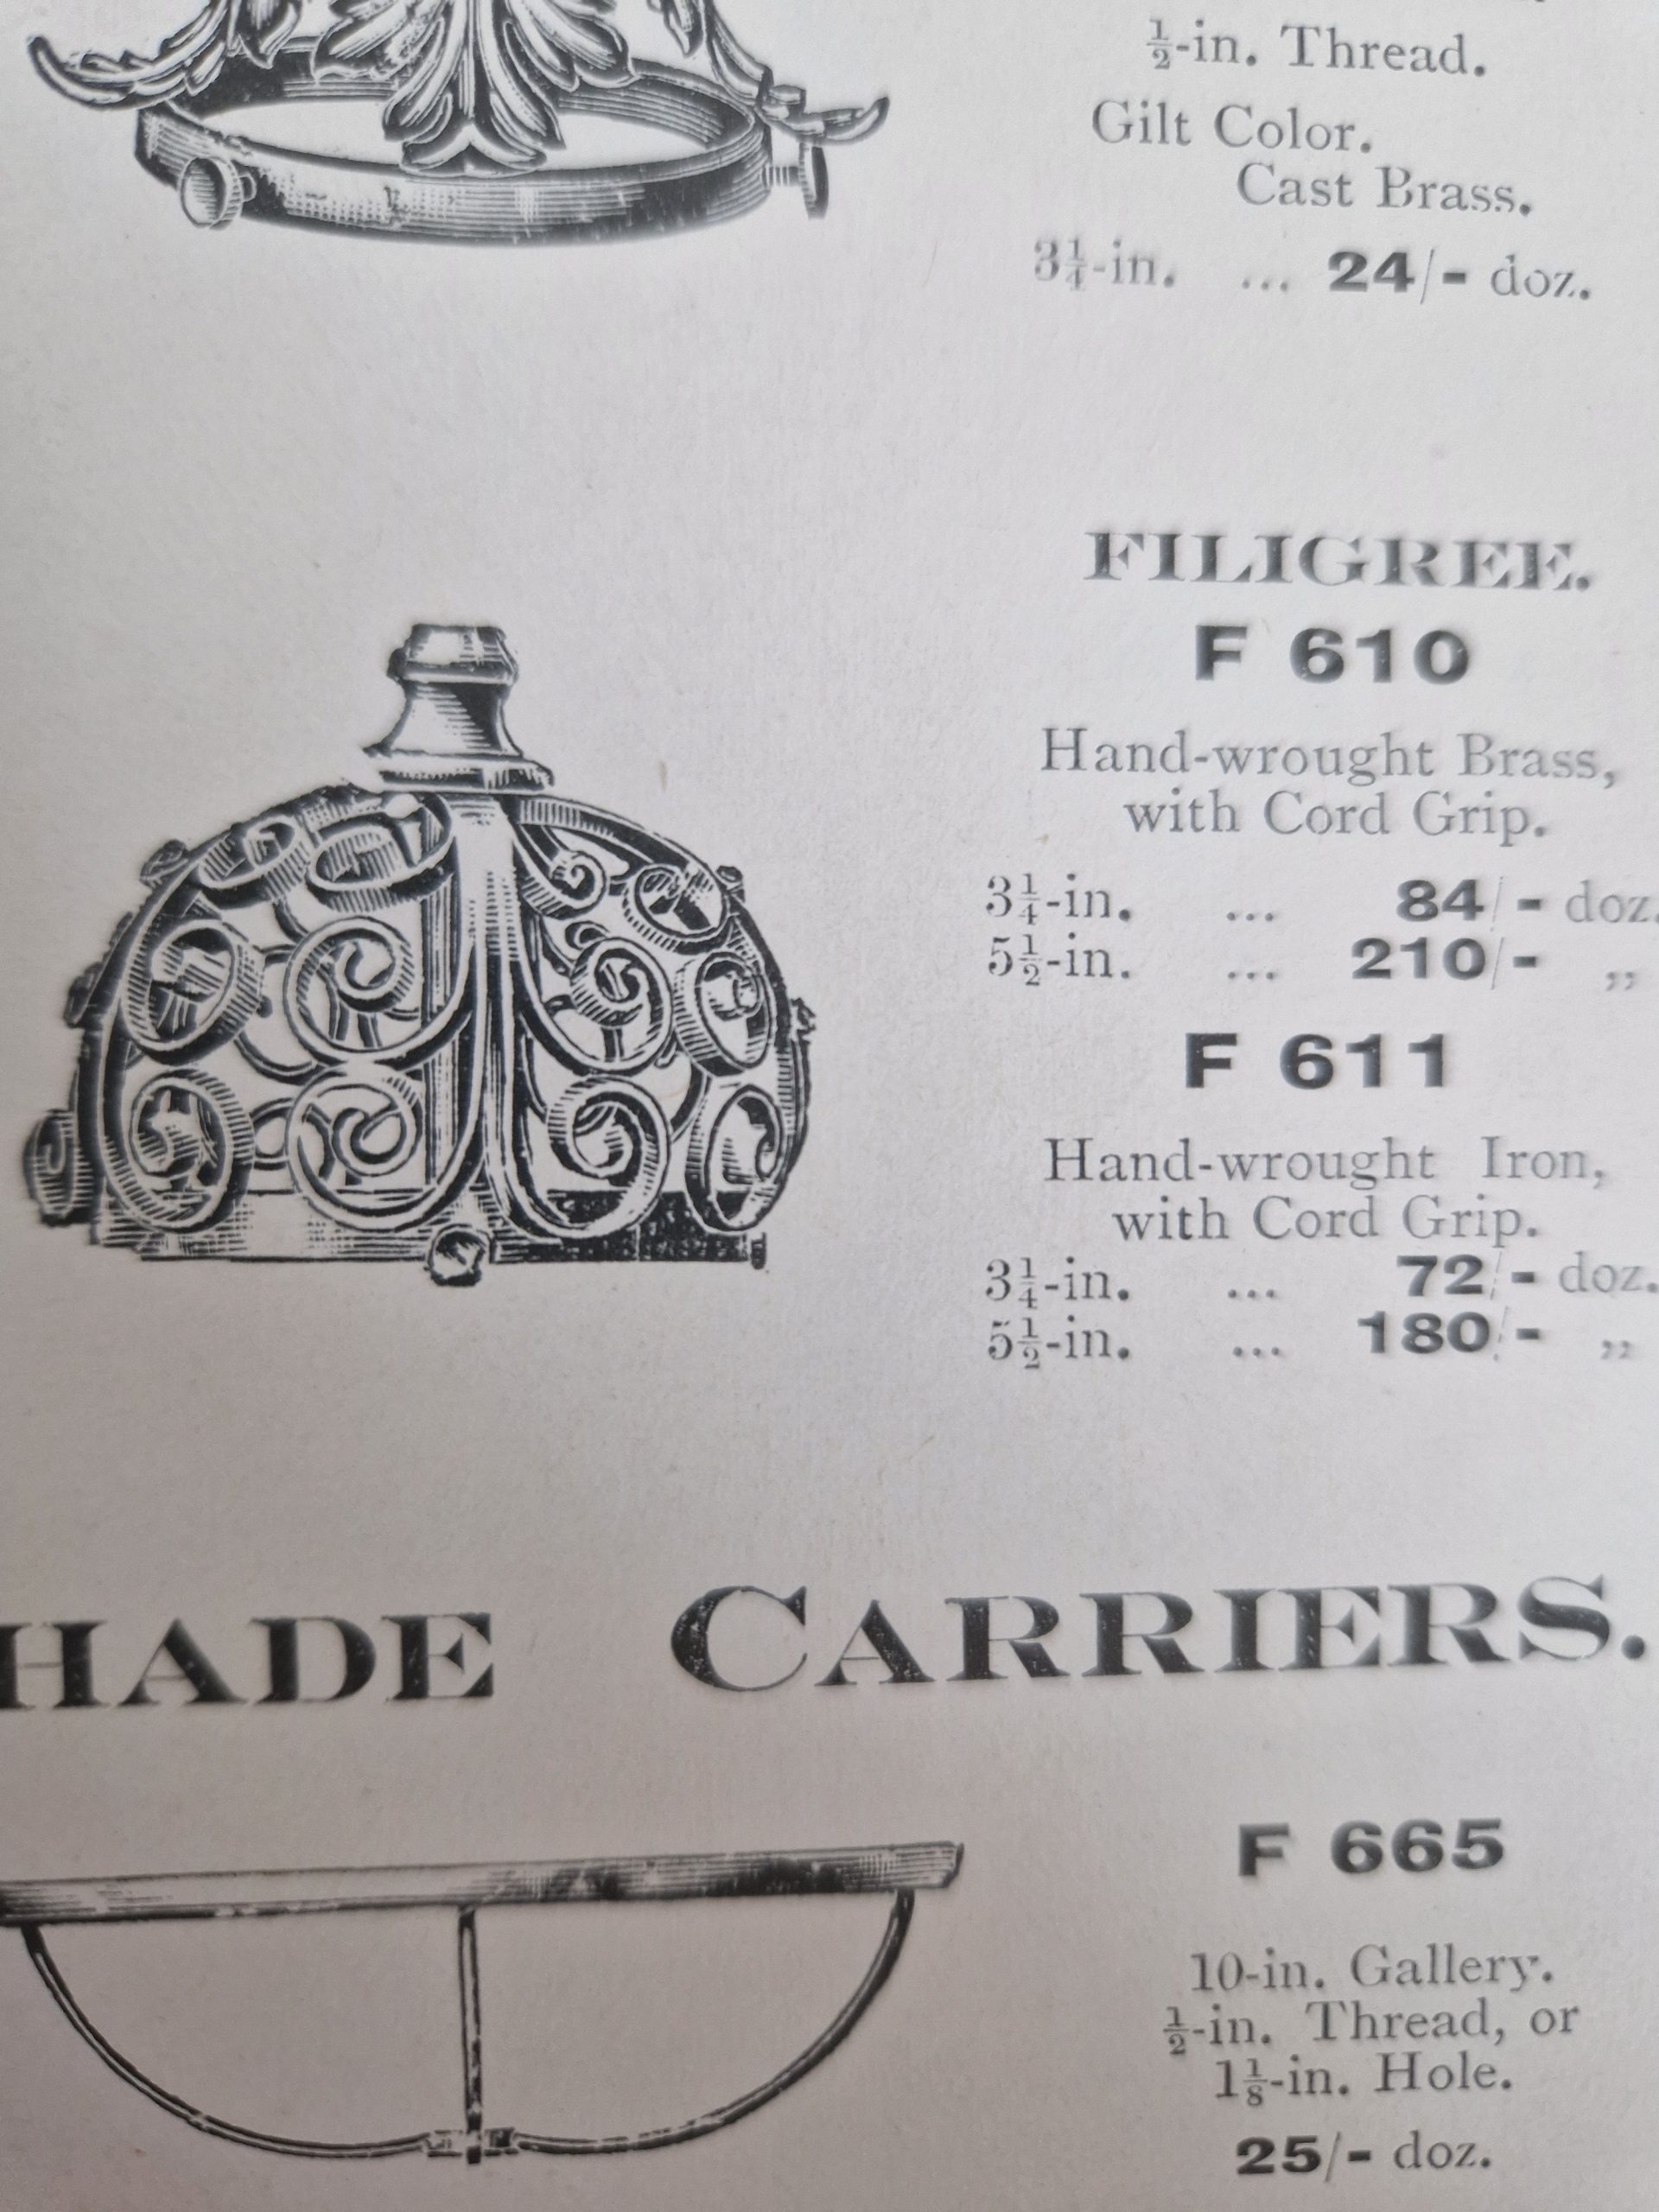 ½-in. Thread.
Gilt Color.
Cast Brass.
3¼-in. ... 24/- doz.
FILIGREE.
F 610
Hand-wrought Brass,
with Cord Grip.
3¼-in. ... 84/- doz.
5½-in. ... 210/- „
F 611
Hand-wrought Iron,
with Cord Grip.
3¼-in. ... 72/- doz.
5½-in. ... 180/- „
HADE CARRIERS.
F 665
10-in. Gallery.
½-in. Thread, or
1⅛-in. Hole.
25/- doz.